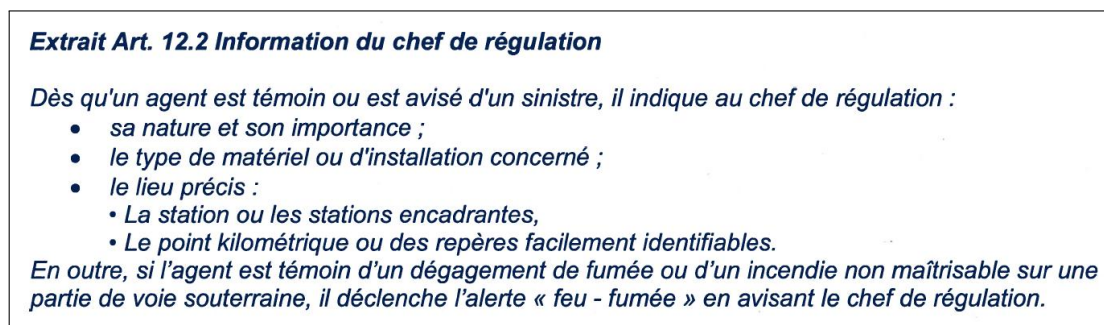 Extrait Art. 12.2 Information du chef de régulation
Dès qu'un agent est témoin ou est avisé d'un sinistre, il indique au chef de régulation :
• sa nature et son importance ;
• le type de matériel ou d'installation concerné ;
• le lieu précis :
• La station ou les stations encadrantes,
• Le point kilométrique ou des repères facilement identifiables.
En outre, si l'agent est témoin d'un dégagement de fumée ou d'un incendie non maîtrisable sur une
partie de voie souterraine, il déclenche l'alerte « feu - fumée » en avisant le chef de régulation.